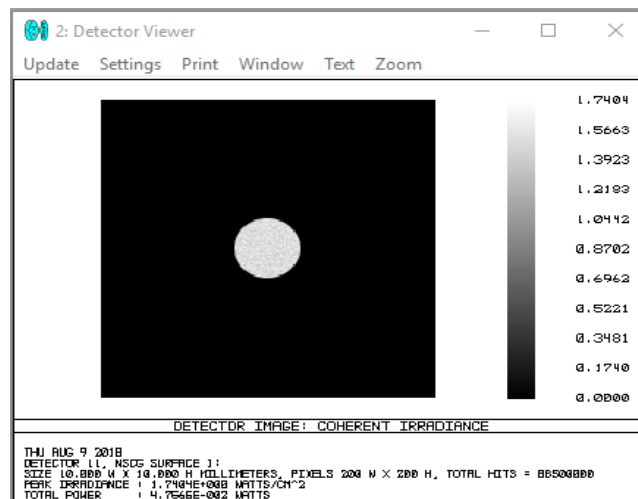 2: Detector Viewer
Update Settings Print Window Text Zoom
1.7404
1.5663
1.3923
1.2183
1.0442
0.8702
0.6962
0.5221
0.3481
0.1740
0.0000
DETECTOR IMAGE: COHERENT IRRADIANCE
THU AUG 9 2018
DETECTOR 11, NSCG SURFACE 1:
SIZE 10.000 W X 10.000 H MILLIMETERS, PIXELS 200 W X 200 H, TOTAL HITS = 88500000
PEAK IRRADIANCE : 1.7404E+000 WATTS/CM^2
TOTAL POWER : 4.7566E-002 WATTS